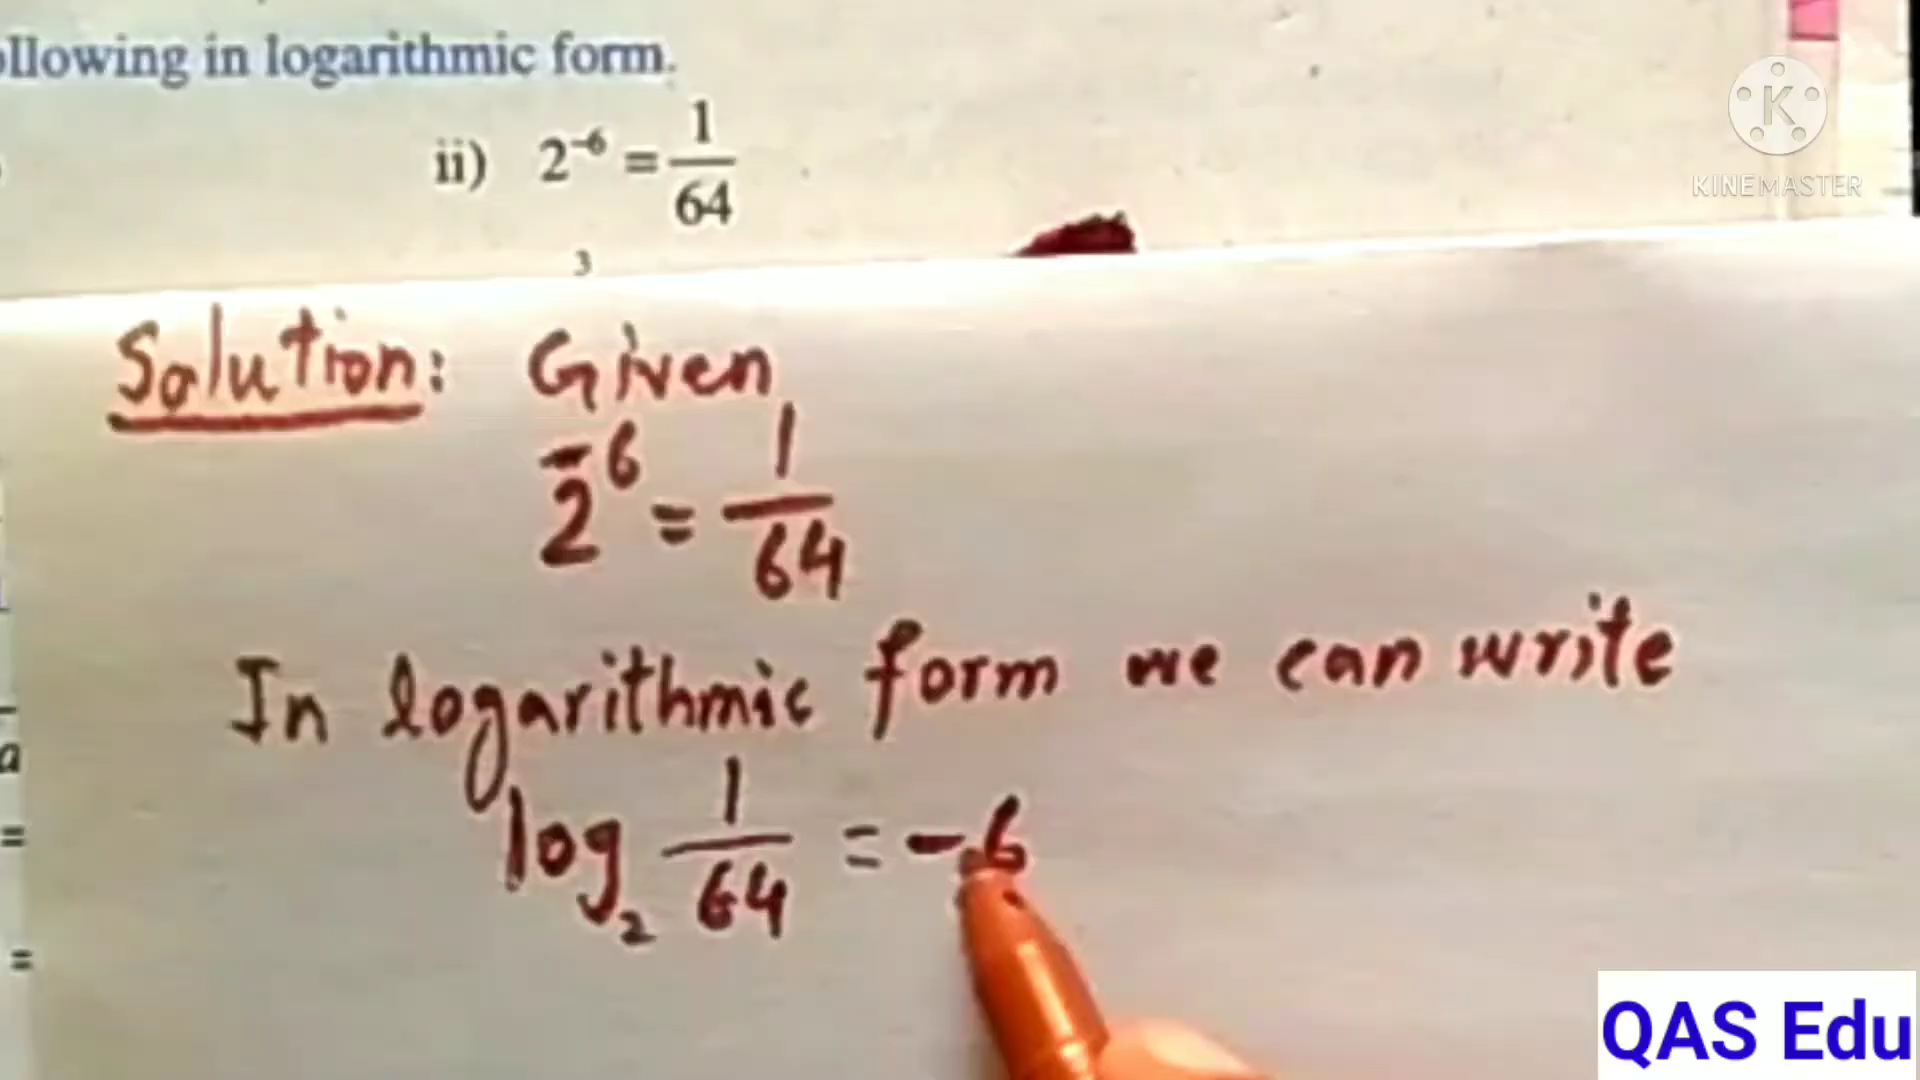 llowing in logarithmic form.
ii) 2⁻⁶ = 1/64
3
K
KINEMASTER
Solution: Given
2⁻⁶ = 1/64
In logarithmic form we can write
log₂ 1/64 = -6
a
=
=
QAS Edu